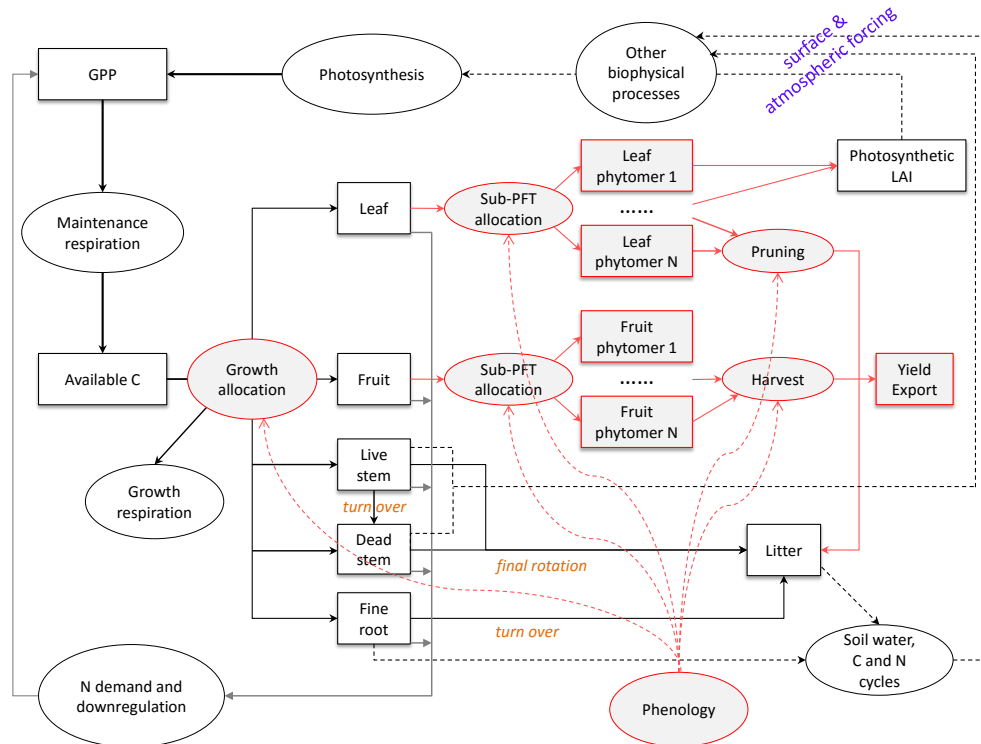 surface &
atmospheric forcing
GPP
Photosynthesis
Other
biophysical
processes
Leaf
phytomer 1
Photosynthetic
LAI
Maintenance
respiration
Leaf
Sub-PFT
allocation
......
Leaf
phytomer N
Pruning
Fruit
phytomer 1
Available C
Growth
allocation
Fruit
Sub-PFT
allocation
......
Harvest
Yield
Export
Fruit
phytomer N
Live
stem
Growth
respiration
turn over
Dead
stem
Litter
final rotation
Fine
root
turn over
Soil water,
C and N
cycles
N demand and
downregulation
Phenology